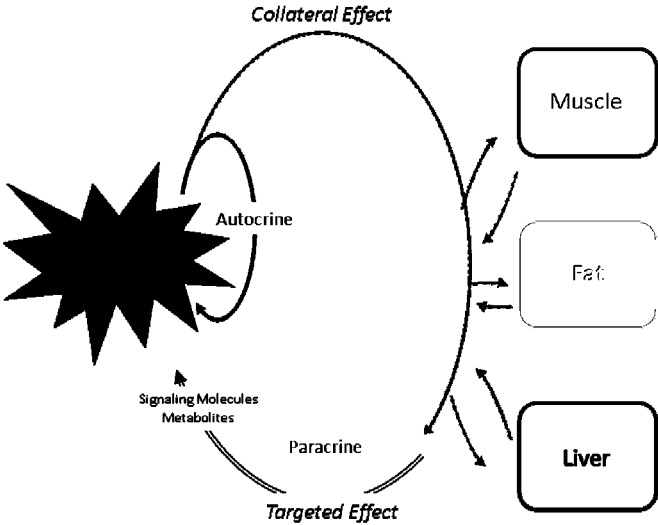 Collateral Effect
Muscle
Autocrine
Fat
Signaling Molecules
Metabolites
Paracrine
Liver
Targeted Effect